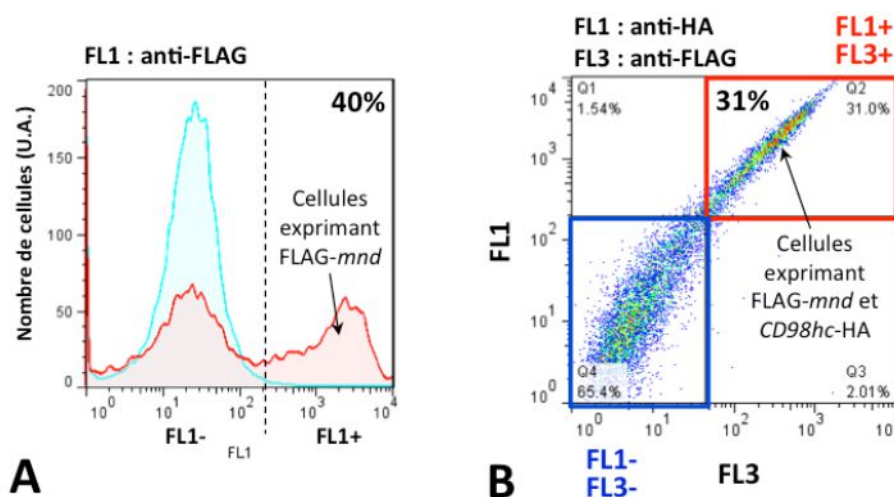 FL1 : anti-FLAG
200
150
100
50
0
Nombre de cellules (U.A.)
40%
Cellules
exprimant
FLAG-mnd
10^0
10^1
10^2
10^3
10^4
FL1-
FL1
FL1+
A
FL1 : anti-HA
FL3 : anti-FLAG
FL1+
FL3+
10^4
10^3
10^2
10^1
10^0
FL1
Q1
1.54%
31%
Q2
31.0%
Cellules
exprimant
FLAG-mnd et
CD98hc-HA
Q4
65.4%
Q3
2.01%
10^0
10^1
10^2
10^3
10
FL1-
FL3-
FL3
B